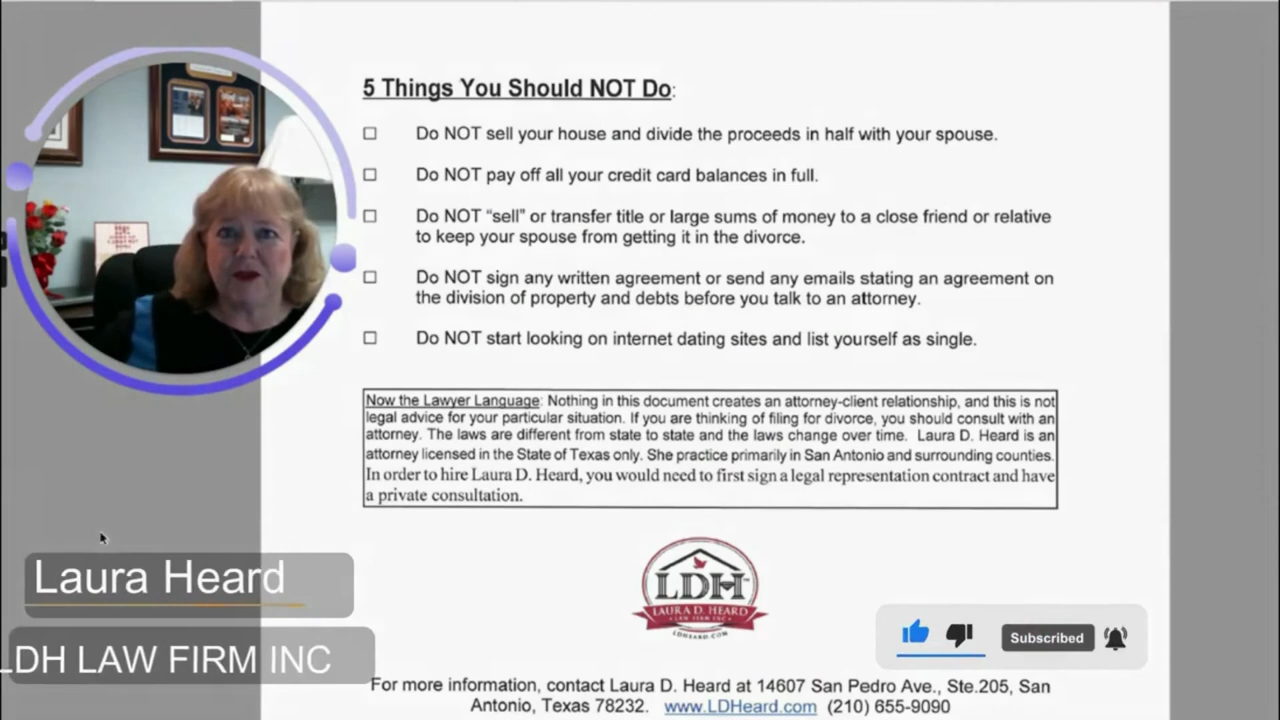 5 Things You Should NOT Do:
Do NOT sell your house and divide the proceeds in half with your spouse.
Do NOT pay off all your credit card balances in full.
Do NOT “sell” or transfer title or large sums of money to a close friend or relative
to keep your spouse from getting it in the divorce.
Do NOT sign any written agreement or send any emails stating an agreement on
the division of property and debts before you talk to an attorney.
Do NOT start looking on internet dating sites and list yourself as single.
Now the Lawyer Language: Nothing in this document creates an attorney-client relationship, and this is not
legal advice for your particular situation. If you are thinking of filing for divorce, you should consult with an
attorney. The laws are different from state to state and the laws change over time. Laura D. Heard is an
attorney licensed in the State of Texas only. She practice primarily in San Antonio and surrounding counties.
In order to hire Laura D. Heard, you would need to first sign a legal representation contract and have
a private consultation.
Laura Heard
LDH LAW FIRM INC
LDH
LAURA D. HEARD
LAW FIRM INC
LDHEARD.COM
Subscribed
For more information, contact Laura D. Heard at 14607 San Pedro Ave., Ste.205, San
Antonio, Texas 78232. www.LDHeard.com (210) 655-9090